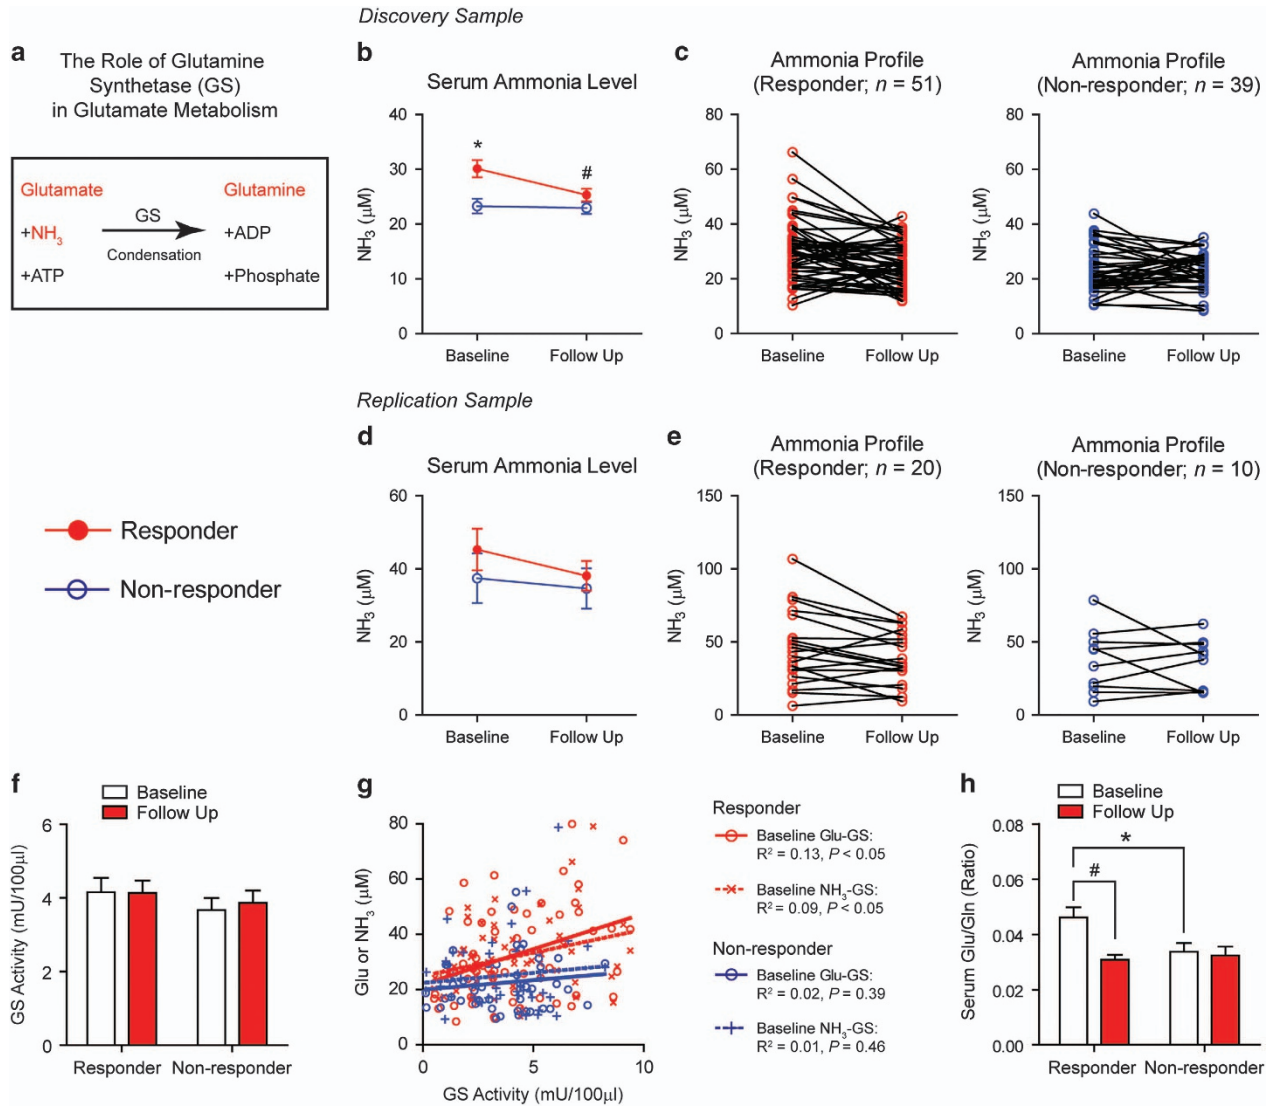 Discovery Sample
a
The Role of Glutamine
Synthetase (GS)
in Glutamate Metabolism
Glutamate
+NH₃
+ATP
GS
Condensation
Glutamine
+ADP
+Phosphate
b
Serum Ammonia Level
40
30
20
10
0
NH₃ (μM)
*
#
Baseline
Follow Up
c
Ammonia Profile
(Responder; n = 51)
80
60
40
20
0
NH₃ (μM)
Baseline
Follow Up
Ammonia Profile
(Non-responder; n = 39)
80
60
40
20
0
NH₃ (μM)
Baseline
Follow Up
Replication Sample
Responder
Non-responder
d
Serum Ammonia Level
60
40
20
0
NH₃ (μM)
Baseline
Follow Up
e
Ammonia Profile
(Responder; n = 20)
150
100
50
0
NH₃ (μM)
Baseline
Follow Up
Ammonia Profile
(Non-responder; n = 10)
150
100
50
0
NH₃ (μM)
Baseline
Follow Up
f
Baseline
Follow Up
6
4
2
0
GS Activity (mU/100μl)
Responder
Non-responder
g
80
60
40
20
0
Glu or NH₃ (μM)
0
5
10
GS Activity (mU/100μl)
Responder
Baseline Glu-GS:
R² = 0.13, P < 0.05
Baseline NH₃-GS:
R² = 0.09, P < 0.05
Non-responder
Baseline Glu-GS:
R² = 0.02, P = 0.39
Baseline NH₃-GS:
R² = 0.01, P = 0.46
h
Baseline
Follow Up
0.08
0.06
0.04
0.02
0.00
Serum Glu/Gln (Ratio)
*
#
Responder
Non-responder